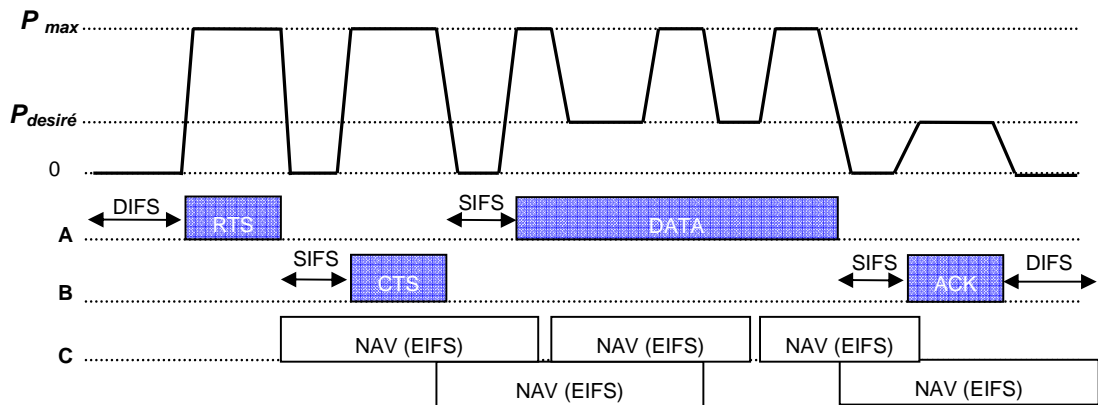 P max
P désiré
0
DIFS
SIFS
A
RTS
DATA
SIFS
SIFS
DIFS
B
CTS
ACK
C
NAV (EIFS)
NAV (EIFS)
NAV (EIFS)
NAV (EIFS)
NAV (EIFS)